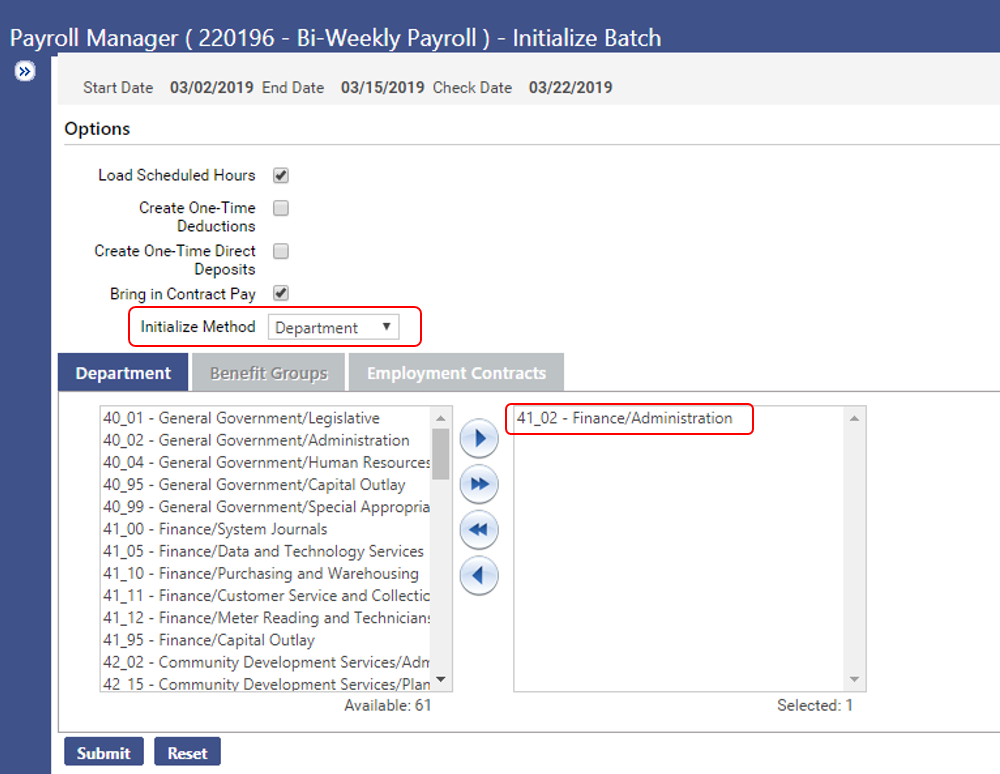 Payroll Manager ( 220196 - Bi-Weekly Payroll ) - Initialize Batch
Start Date 03/02/2019 End Date 03/15/2019 Check Date 03/22/2019
Options
Load Scheduled Hours
Create One-Time
Deductions
Create One-Time Direct
Deposits
Bring in Contract Pay
Initialize Method Department
Department Benefit Groups Employment Contracts
40_01 - General Government/Legislative
40_02 - General Government/Administration
40_04 - General Government/Human Resources
40_95 - General Government/Capital Outlay
40_99 - General Government/Special Appropria
41_00 - Finance/System Journals
41_05 - Finance/Data and Technology Services
41_10 - Finance/Purchasing and Warehousing
41_11 - Finance/Customer Service and Collectic
41_12 - Finance/Meter Reading and Technicians
41_95 - Finance/Capital Outlay
42_02 - Community Development Services/Adm
42_15 - Community Development Services/Plan
Available: 61
41_02 - Finance/Administration
Selected: 1
Submit Reset